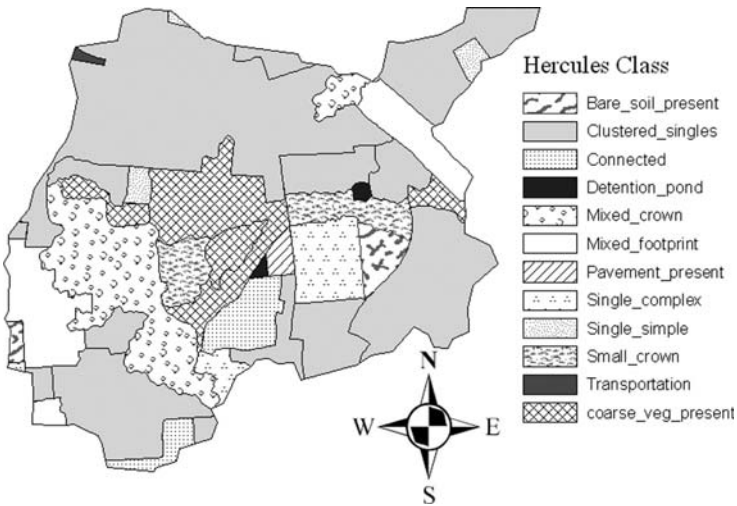 Hercules Class
Bare_soil_present
Clustered_singles
Connected
Detention_pond
Mixed_crown
Mixed_footprint
Pavement_present
Single_complex
Single_simple
Small_crown
Transportation
coarse_veg_present
N
W E
S